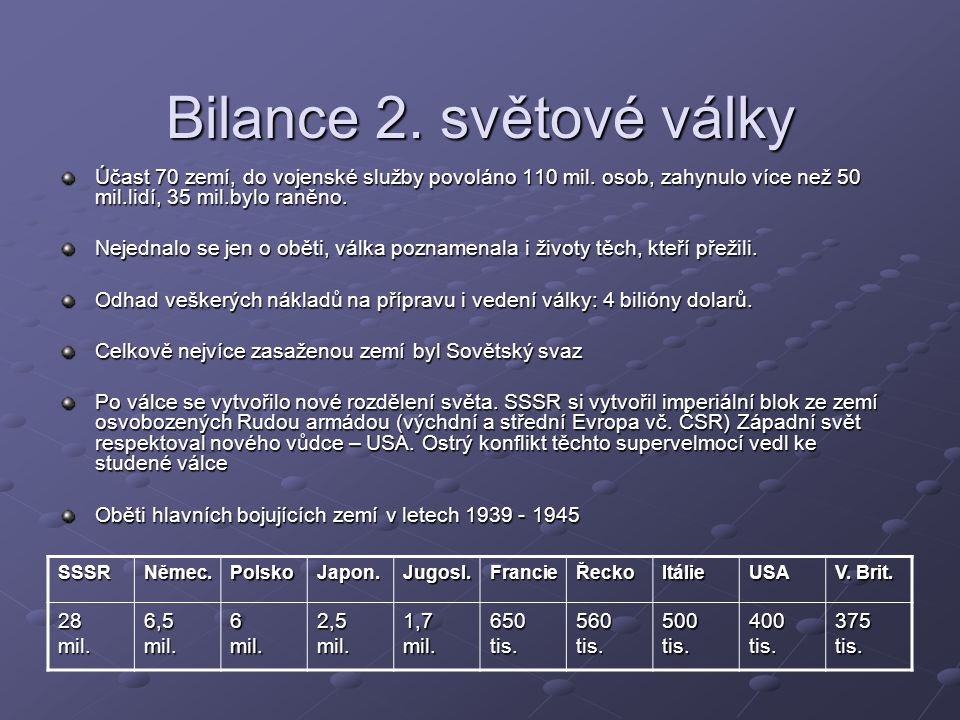 Bilance 2. světové války
Účast 70 zemí, do vojenské služby povoláno 110 mil. osob, zahynulo více než 50
mil.lidí, 35 mil.bylo raněno.
Nejednalo se jen o oběti, válka poznamenala i životy těch, kteří přežili.
Odhad veškerých nákladů na přípravu i vedení války: 4 bilióny dolarů.
Celkově nejvíce zasaženou zemí byl Sovětský svaz
Po válce se vytvořilo nové rozdělení světa. SSSR si vytvořil imperiální blok ze zemí
osvobozených Rudou armádou (výchdní a střední Evropa vč. ČSR) Západní svět
respektoval nového vůdce – USA. Ostrý konflikt těchto supervelmocí vedl ke
studené válce
Oběti hlavních bojujících zemí v letech 1939 - 1945
SSSR Němec. Polsko Japon. Jugosl. Francie Řecko Itálie USA V. Brit.
28 6,5 6 2,5 1,7 650 560 500 400 375
mil. mil. mil. mil. mil. tis. tis. tis. tis. tis.